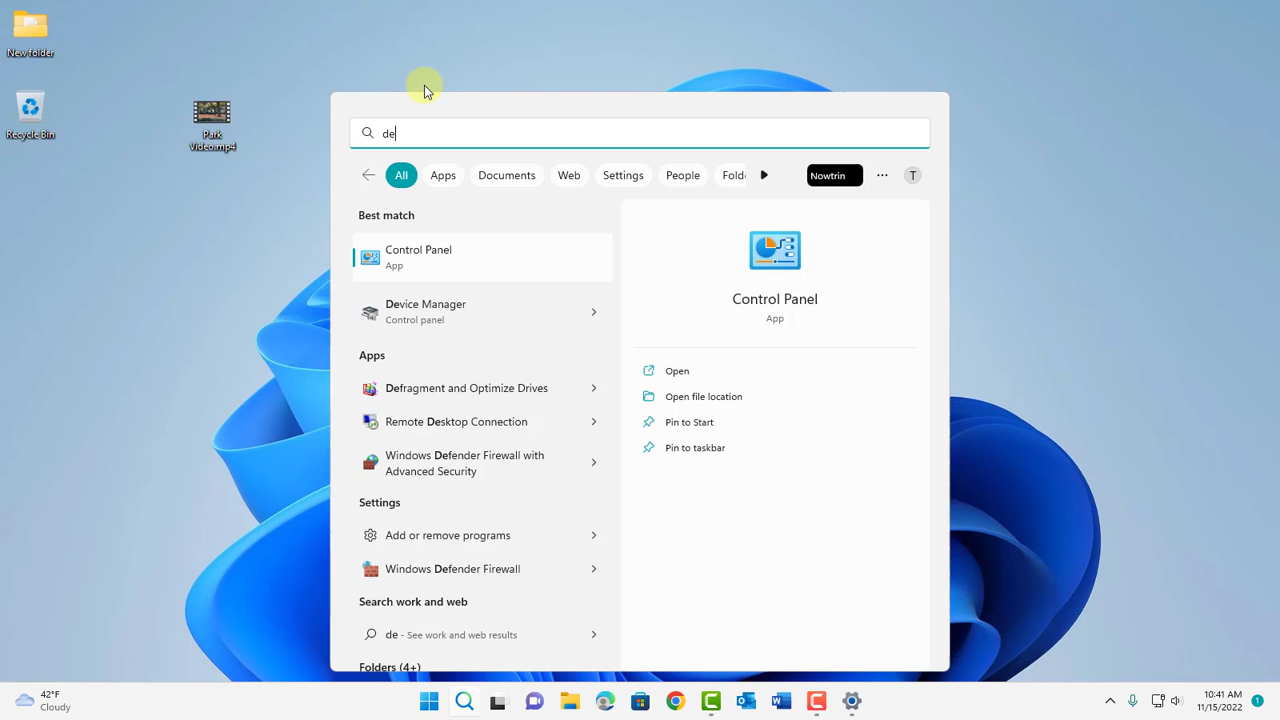 New folder
Recycle Bin
Park
Video.mp4
de
All
Apps
Documents
Web
Settings
People
Folde
Nowtrin
T
Best match
Control Panel
App
Device Manager
Control panel
Apps
Defragment and Optimize Drives
Remote Desktop Connection
Windows Defender Firewall with
Advanced Security
Settings
Add or remove programs
Windows Defender Firewall
Search work and web
de - See work and web results
Folders (4+)
Control Panel
App
Open
Open file location
Pin to Start
Pin to taskbar
42°F
Cloudy
10:41 AM
11/15/2022
1